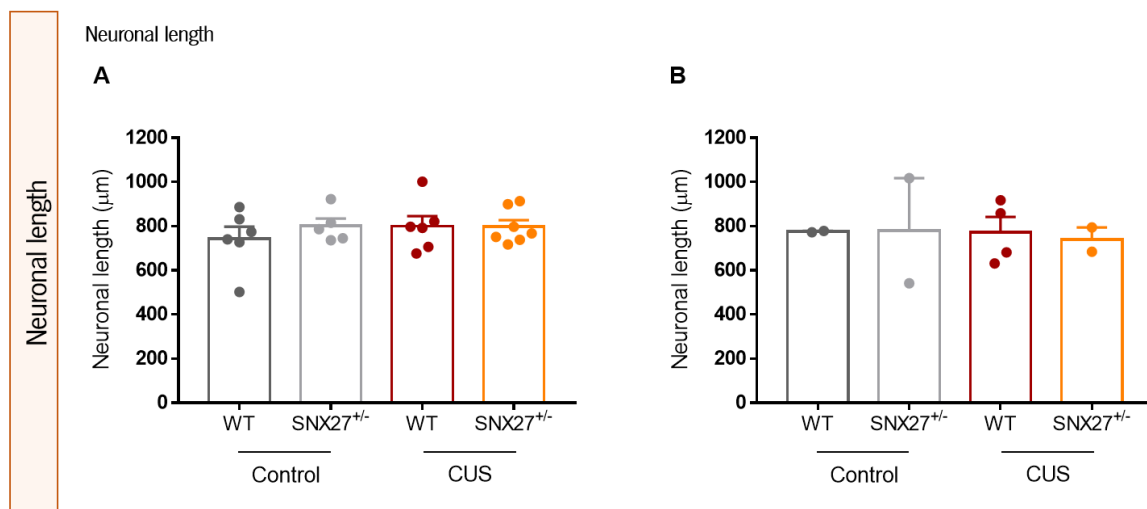 Neuronal length
Neuronal length
A
Neuronal length (μm)
1200
1000
800
600
400
200
0
WT SNX27+/- WT SNX27+/-
Control CUS
B
Neuronal length (μm)
1200
1000
800
600
400
200
0
WT SNX27+/- WT SNX27+/-
Control CUS